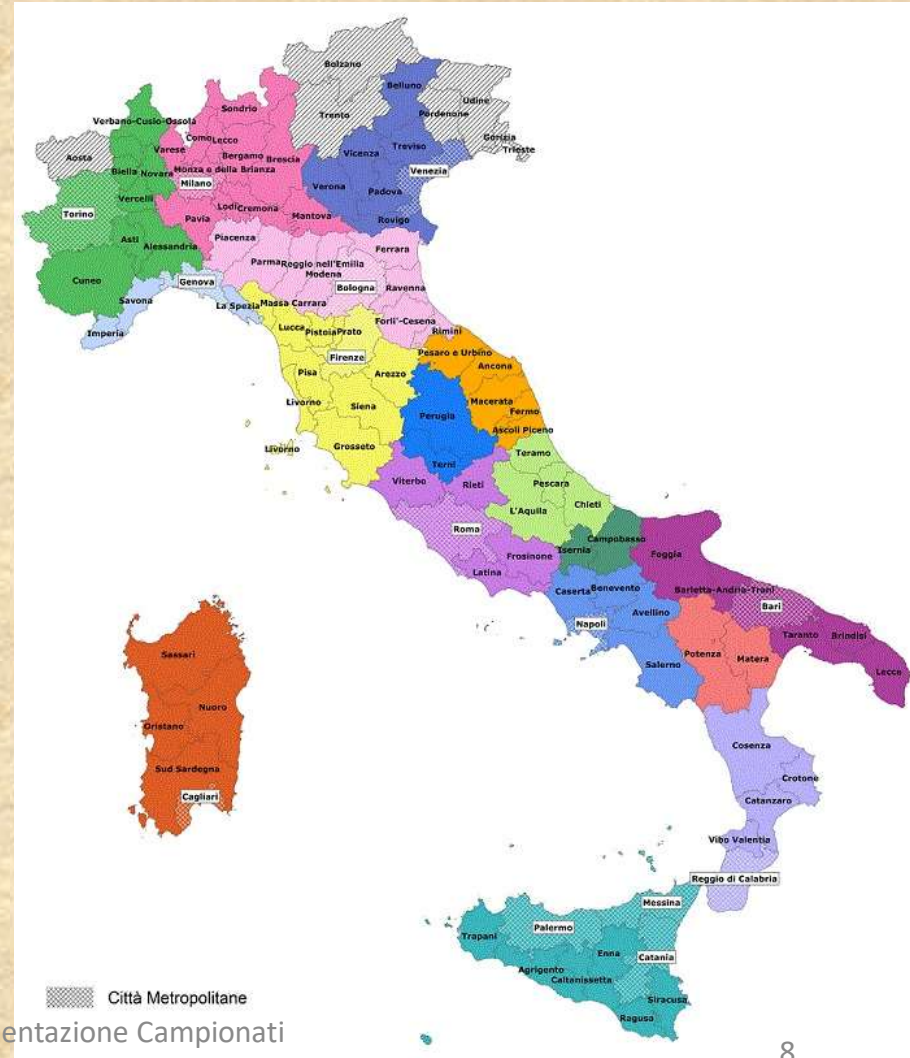 Bolzano
Belluno
Udine
Sondrio
Trento
Pordenone
Verbano-Cusio-Ossola
Gorizia
Como Lecco
Treviso
Trieste
Varese
Bergamo
Vicenza
Aosta
Brescia
Venezia
Biella
Novara
Monza e della Brianza
Milano
Verona
Padova
Vercelli
Lodi
Cremona
Torino
Pavia
Mantova
Rovigo
Piacenza
Asti
Alessandria
Ferrara
Parma
Reggio nell'Emilia
Modena
Cuneo
Genova
Bologna
Ravenna
Savona
La Spezia
Massa Carrara
Forli'-Cesena
Imperia
Lucca
Pistoia
Prato
Rimini
Firenze
Pesaro e Urbino
Ancona
Pisa
Arezzo
Macerata
Livorno
Siena
Fermo
Perugia
Ascoli Piceno
Livorno
Grosseto
Teramo
Terni
Viterbo
Rieti
Pescara
L'Aquila
Chieti
Roma
Campobasso
Isernia
Foggia
Frosinone
Latina
Caserta
Benevento
Barletta-Andria-Trani
Bari
Avellino
Napoli
Taranto
Brindisi
Sassari
Potenza
Matera
Salerno
Lecce
Nuoro
Oristano
Cosenza
Sud Sardegna
Crotone
Cagliari
Catanzaro
Vibo Valentia
Reggio di Calabria
Messina
Palermo
Trapani
Enna
Catania
Agrigento
Caltanissetta
Siracusa
Ragusa
Città Metropolitane
entazione Campionati
8